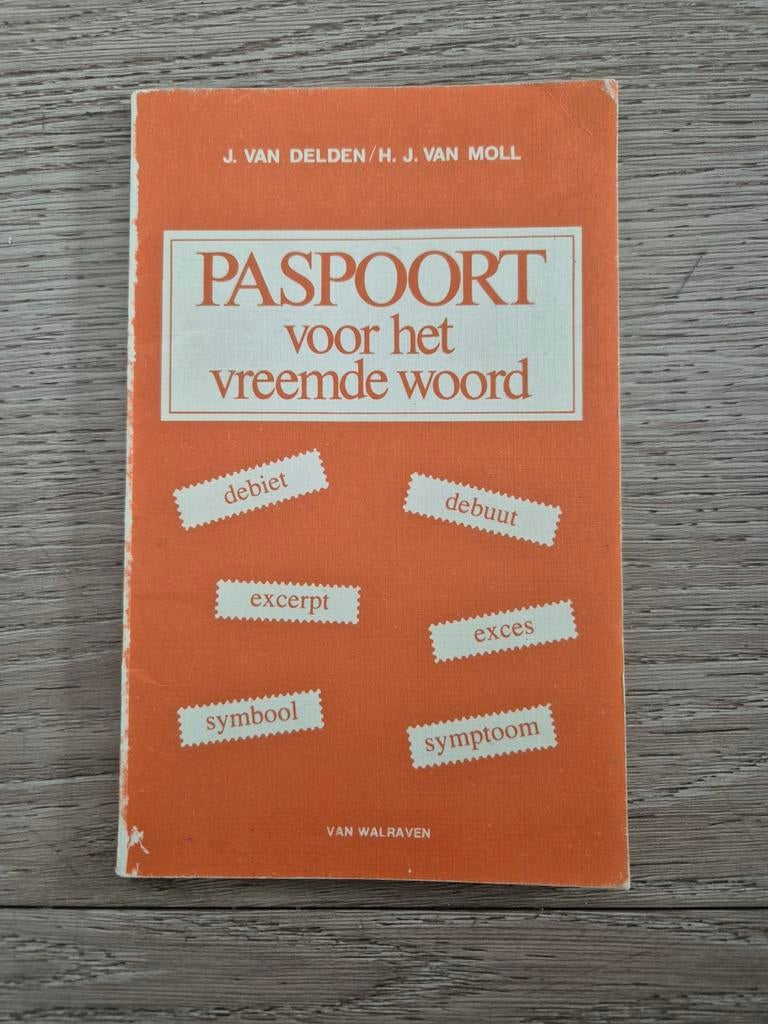 J. VAN DELDEN/H. J. VAN MOLL
PASPOORT
voor het
vreemde woord
debiet
debuut
excerpt
exces
symbool
symptoom
VAN WALRAVEN